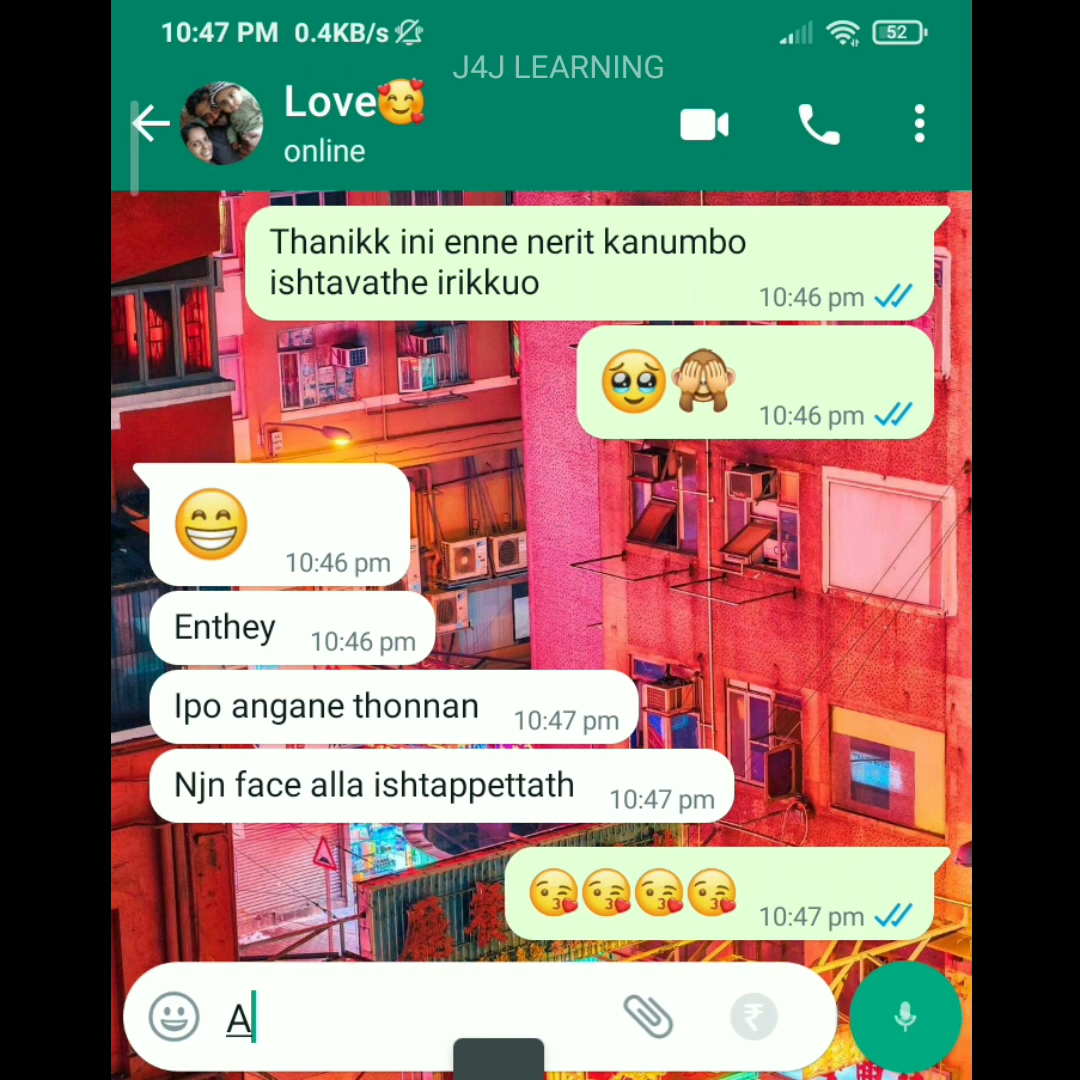 10:47 PM 0.4KB/s 52
J4J LEARNING
Love🥰
online
Thanikk ini enne nerit kanumbo
ishtavathe irikkuo
10:46 pm
🥹🙈
10:46 pm
😁
10:46 pm
Enthey 10:46 pm
Ipo angane thonnan 10:47 pm
Njn face alla ishtappettath 10:47 pm
😘😘😘😘 10:47 pm
A
₹